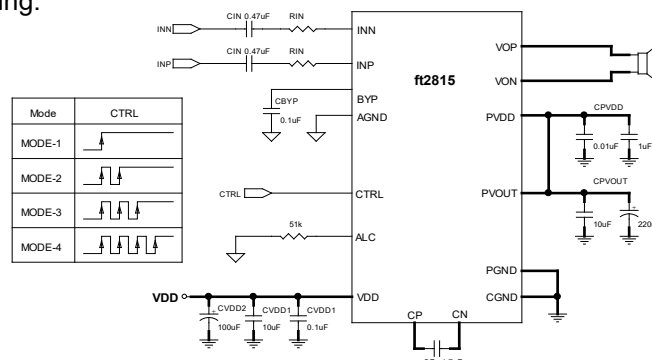 ing.
INN
CIN 0.47uF
RIN
INN
INP
CIN 0.47uF
RIN
INP
ft2815
VOP
VON
CBYP
0.1uF
BYP
AGND
PVDD
CPVDD
0.01uF
1uF
Mode CTRL
MODE-1
MODE-2
MODE-3
MODE-4
CTRL
CTRL
PVOUT
CPVOUT
10uF
220
51k
ALC
PGND
CGND
VDD
VDD
CVDD2
100uF
CVDD1
10uF
CVDD1
0.1uF
CP
CN